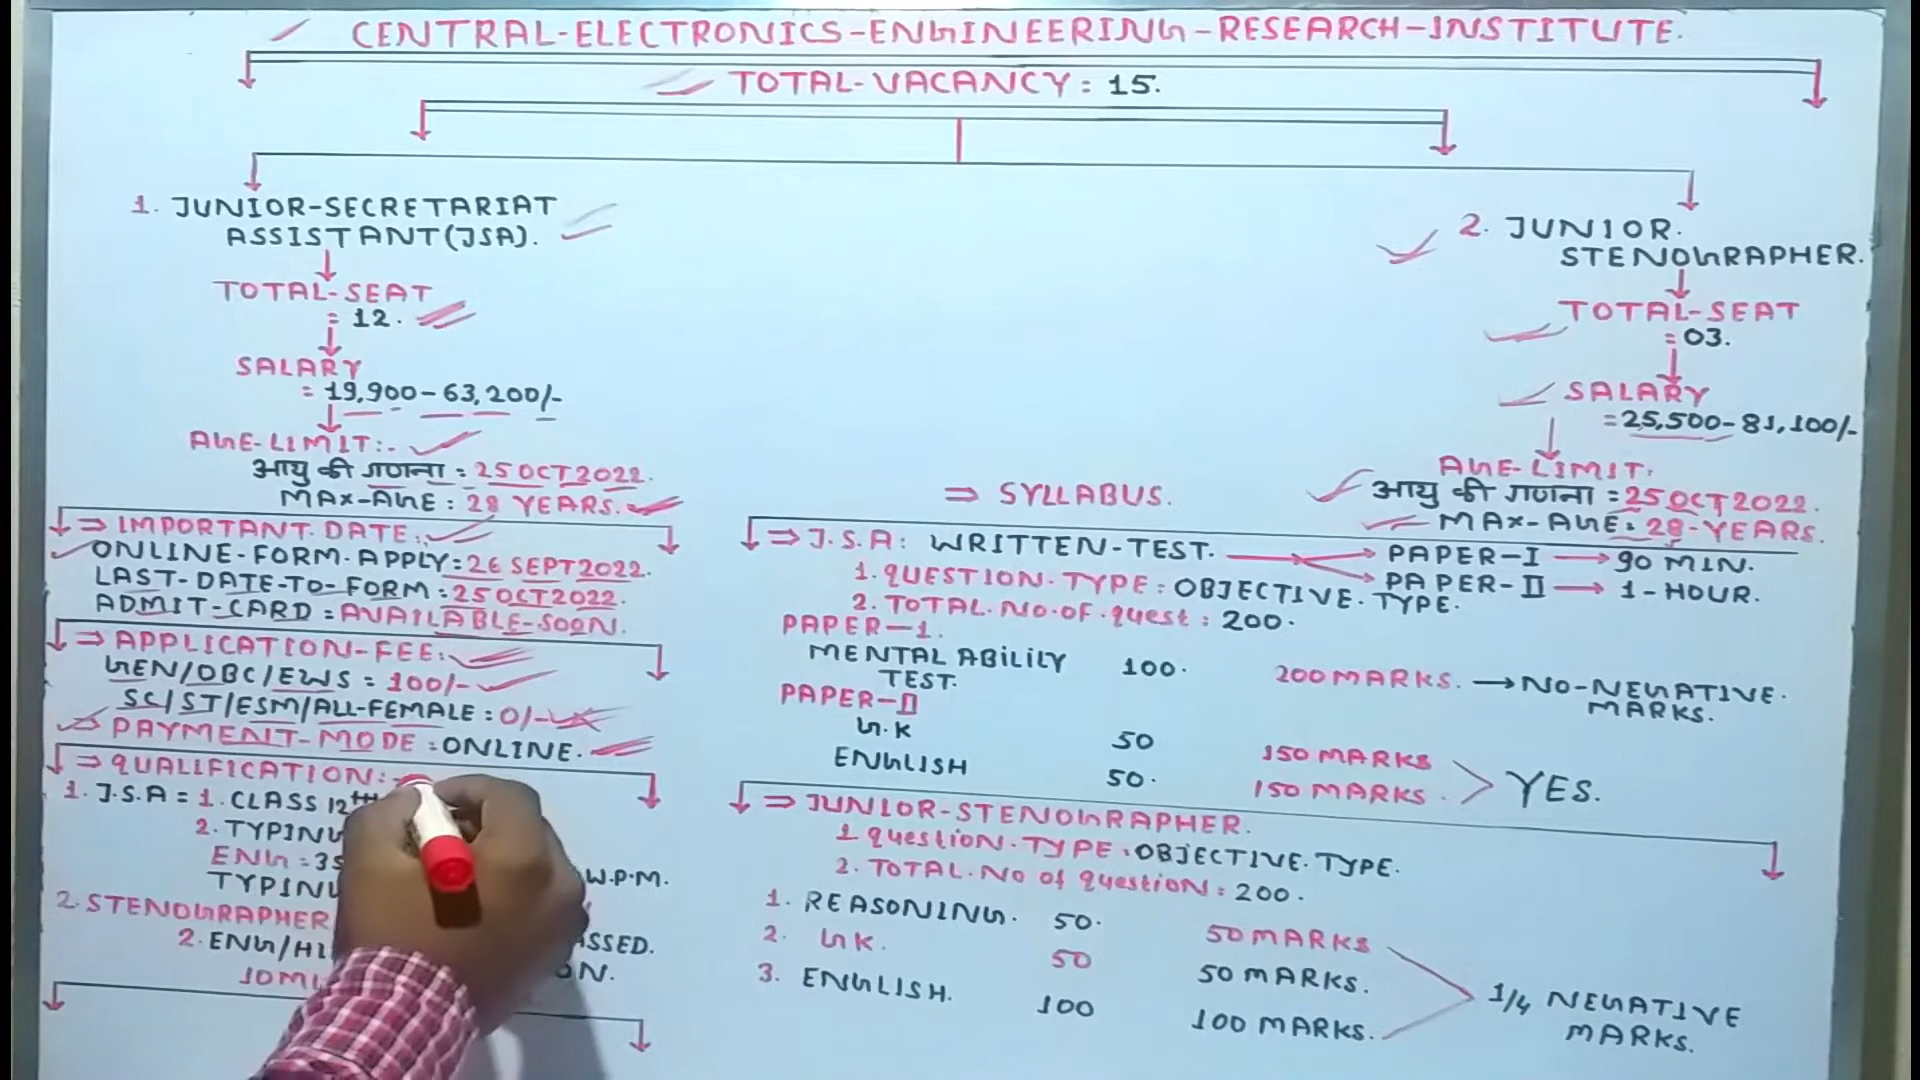 CENTRAL-ELECTRONICS-ENGINEERING-RESEARCH-INSTITUTE.
TOTAL-VACANCY: 15.
1. JUNIOR-SECRETARIAT
ASSISTANT(JSA).
TOTAL-SEAT
= 12.
SALARY
= 19,900-63,200/-
AGE-LIMIT:-
आयु की गणना = 25 OCT 2022.
MAX-AGE: 28 YEARS.
2. JUNIOR.
STENOGRAPHER.
TOTAL-SEAT
= 03.
SALARY
= 25,500-81,100/-
AGE-LIMIT.
आयु की गणना = 25 OCT 2022.
MAX-AGE: 28-YEARS.
⇒ IMPORTANT.DATE:.
ONLINE-FORM.APPLY: 26 SEPT 2022.
LAST-DATE-TO-FORM: 25 OCT 2022.
ADMIT-CARD = AVAILABLE-SOON.
⇒ APPLICATION-FEE:.
GEN/OBC/EWS = 100/-
SC/ST/ESM/ALL-FEMALE: 0/-
PAYMENT-MODE = ONLINE.
⇒ QUALIFICATION:-
1. J.S.A = 1. CLASS 12th
2. TYPING
ENG = 35 W.P.M.
TYPING
2. STENOGRAPHER
2. ENG/HI
10 MI
⇒ SYLLABUS.
⇒ J.S.A: WRITTEN-TEST. → PAPER-I → 90 MIN.
PAPER-II → 1-HOUR.
1. QUESTION.TYPE: OBJECTIVE.TYPE.
2. TOTAL.NO.OF.QUEST: 200.
PAPER-1.
MENTAL ABILILY 100. 200 MARKS. → NO-NEGATIVE.
TEST. MARKS.
PAPER-II
G.K 50 150 MARKS
ENGLISH 50. 150 MARKS. YES.
⇒ JUNIOR-STENOGRAPHER.
1 QUESTION.TYPE: OBJECTIVE.TYPE.
2. TOTAL.NO of QUESTION: 200.
1. REASONING. 50. 50 MARKS
2. GK. 50 50 MARKS.
3. ENGLISH. 100 100 MARKS.
1/4 NEGATIVE
MARKS.